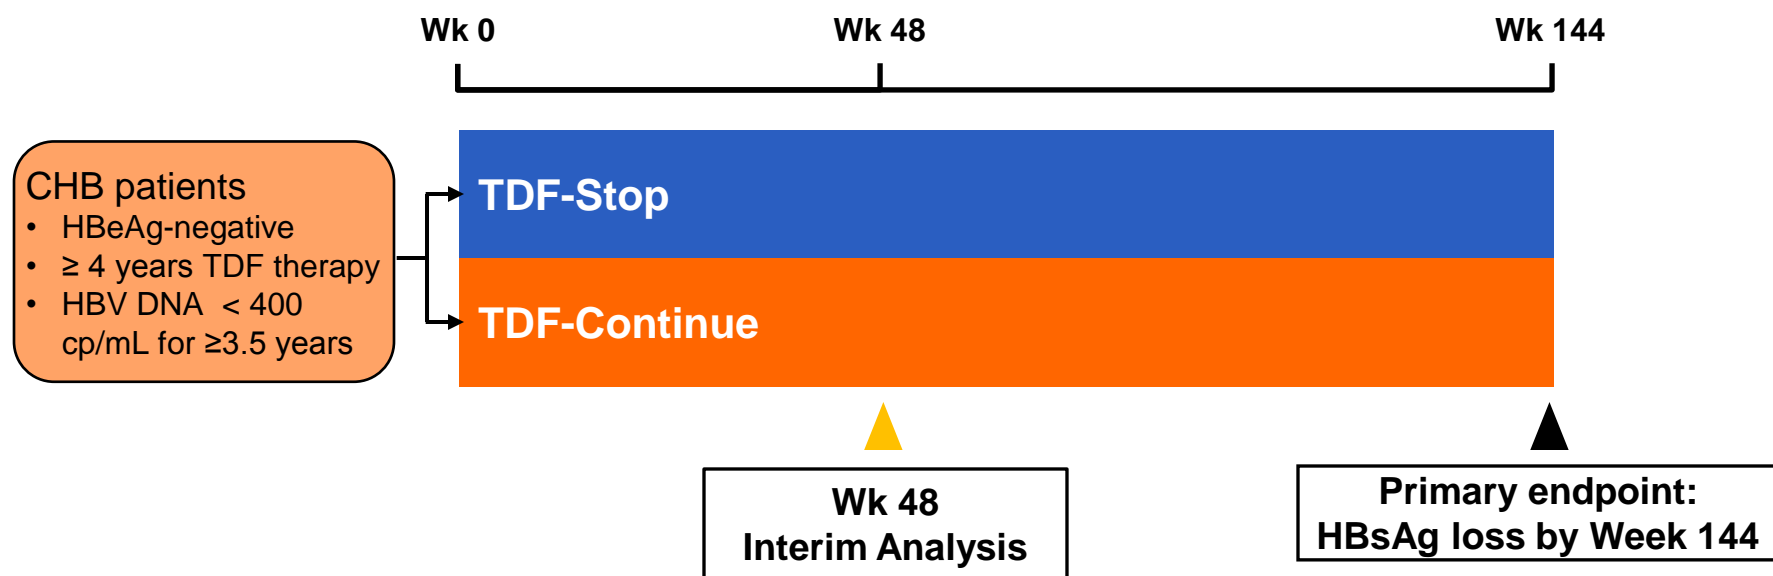 Wk 0
Wk 48
Wk 144
CHB patients
• HBeAg-negative
• ≥ 4 years TDF therapy
• HBV DNA < 400
cp/mL for ≥3.5 years
TDF-Stop
TDF-Continue
Wk 48
Interim Analysis
Primary endpoint:
HBsAg loss by Week 144